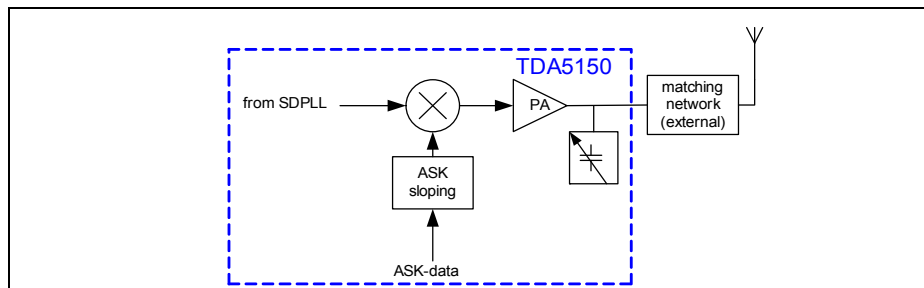 TDA5150
from SDPLL
PA
matching
network
(external)
ASK
sloping
ASK-data